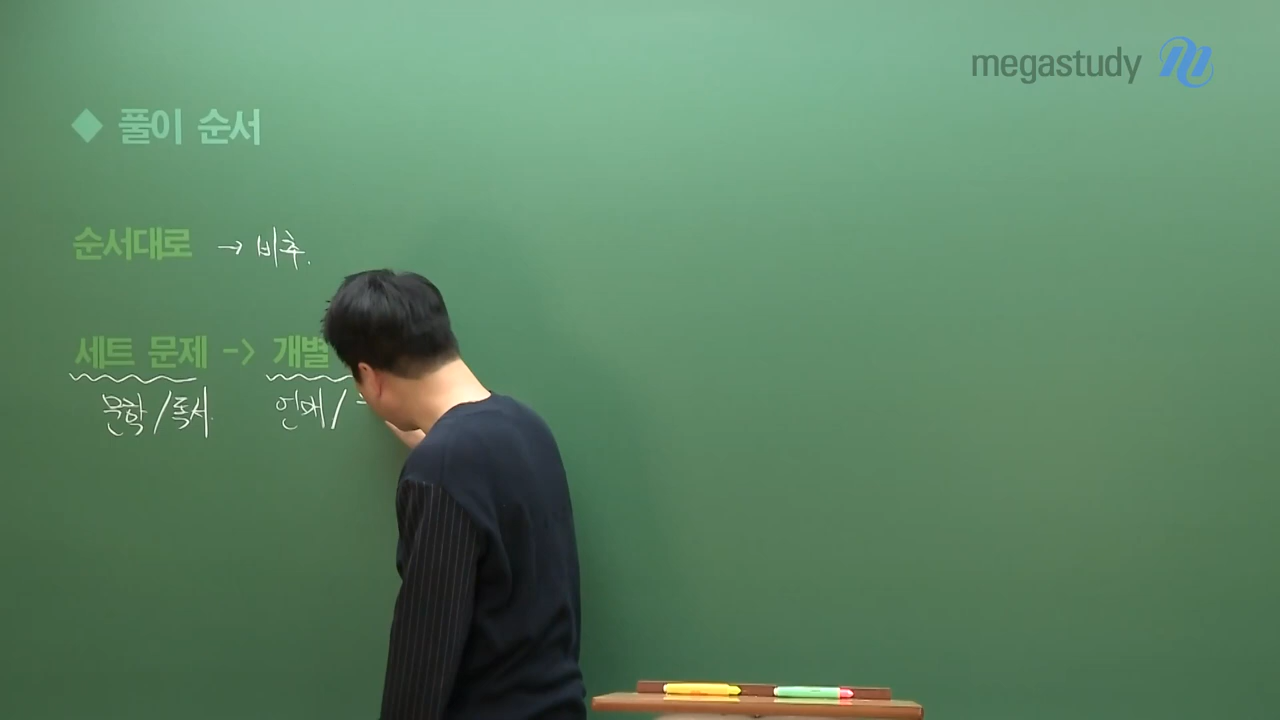 megastudy
◆ 풀이 순서
순서대로 → 비추.
세트 문제 -> 개별
문학/독서. 언매/